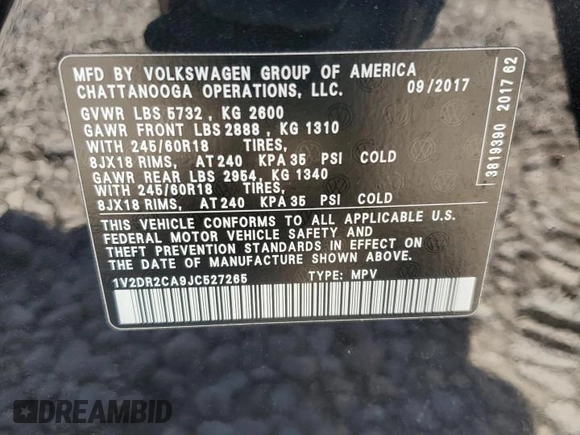 MFD BY VOLKSWAGEN GROUP OF AMERICA
CHATTANOOGA OPERATIONS, LLC. 09/2017
GVWR LBS 5732 , KG 2600
GAWR FRONT LBS 2888 , KG 1310
WITH 245/60R18 TIRES,
8JX18 RIMS, AT 240 KPA 35 PSI COLD
GAWR REAR LBS 2954, KG 1340
WITH 245/60R18 TIRES,
8JX18 RIMS, AT 240 KPA 35 PSI COLD
THIS VEHICLE CONFORMS TO ALL APPLICABLE U.S.
FEDERAL MOTOR VEHICLE SAFETY AND
THEFT PREVENTION STANDARDS IN EFFECT ON
THE DATE OF MANUFACTURE SHOWN ABOVE.
1V2DR2CA9JC527265 TYPE: MPV
3819390 2017 62
DREAMBID